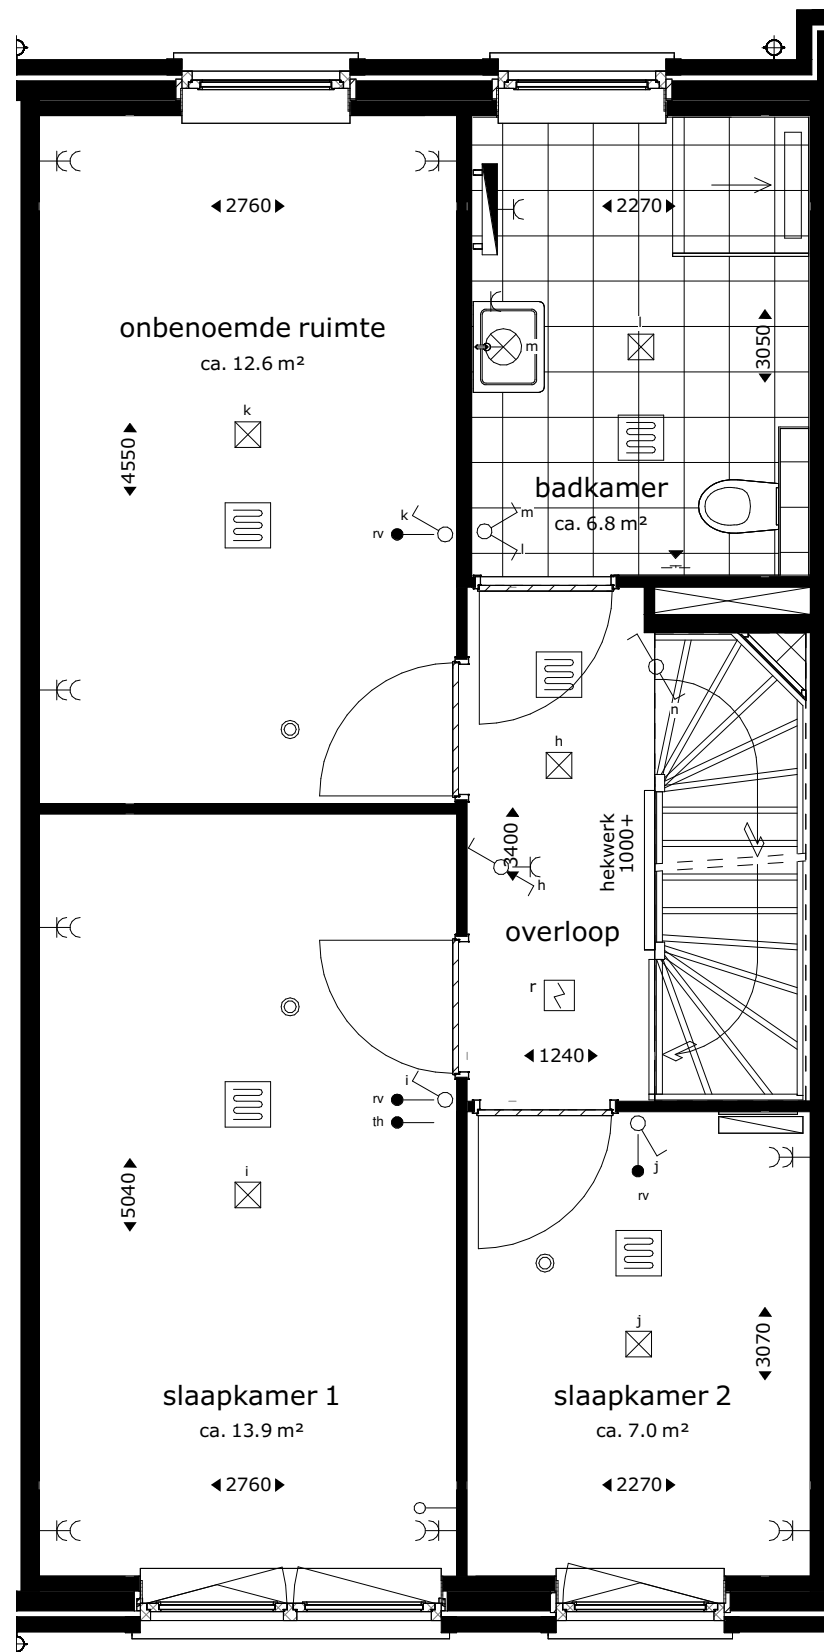 2760
2270
onbenoemde ruimte
ca. 12.6 m²
l
m
3050
k
4550
badkamer
ca. 6.8 m²
k
rv
m
l
n
h
3400
hekwerk
1000+
h
overloop
r
1240
i
rv
th
j
rv
i
5040
j
3070
slaapkamer 1
ca. 13.9 m²
slaapkamer 2
ca. 7.0 m²
2760
2270